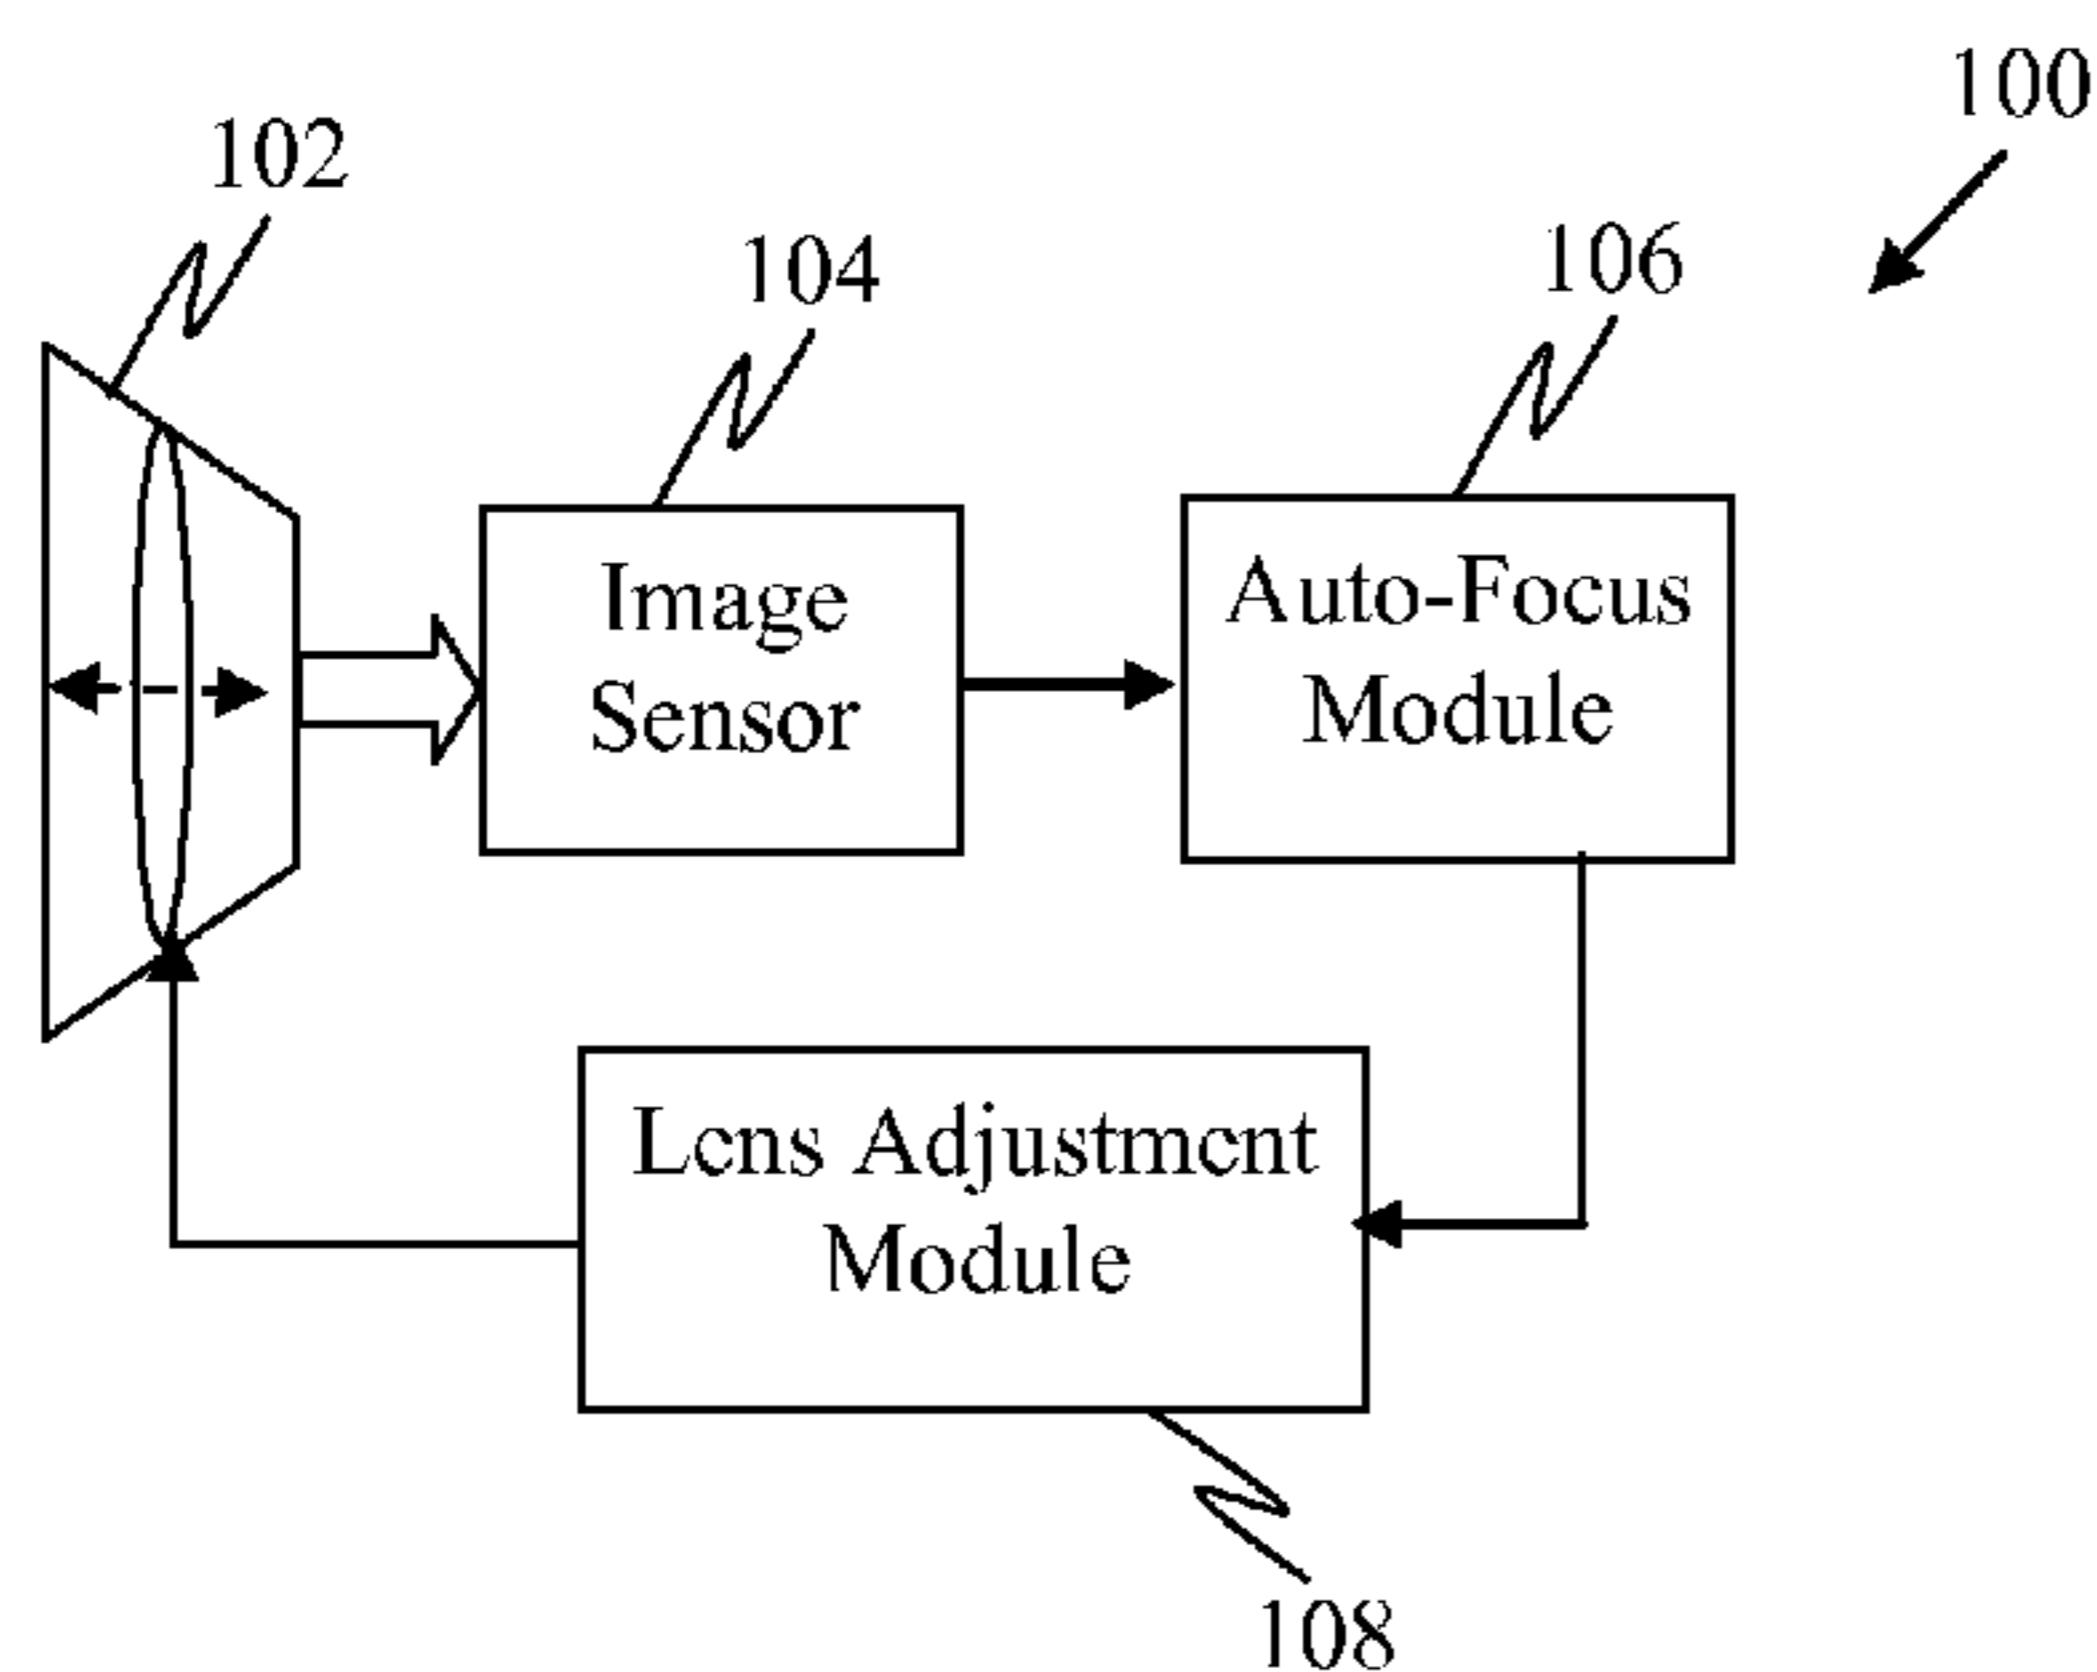 100
102
104
106
Image
Sensor
Auto-Focus
Module
Lens Adjustment
Module
108